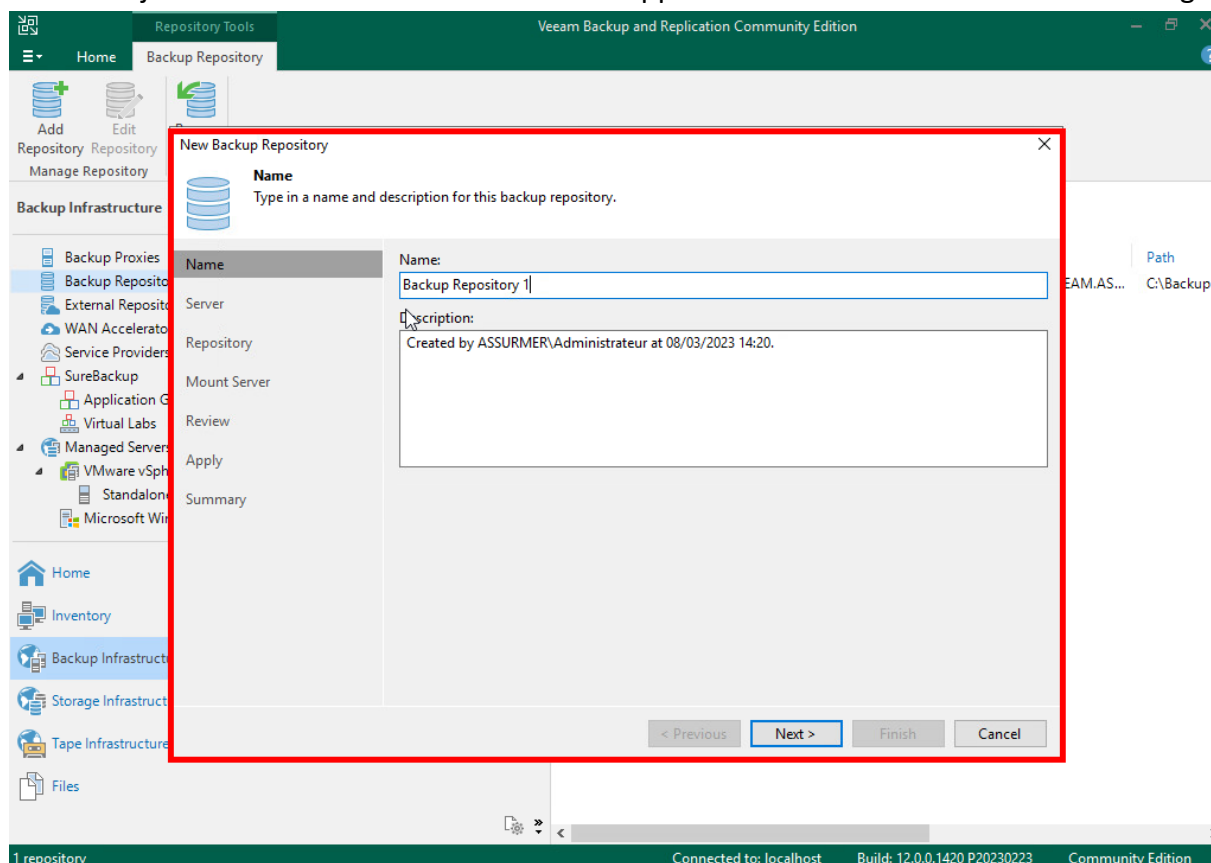 Repository Tools
Veeam Backup and Replication Community Edition
Home
Backup Repository
Add
Repository
Edit
Repository
Manage Repository
Backup Infrastructure
Backup Proxies
Backup Reposito
External Reposito
WAN Accelerato
Service Providers
SureBackup
Application G
Virtual Labs
Managed Servers
VMware vSph
Standalone
Microsoft Win
Home
Inventory
Backup Infrastructu
Storage Infrastruct
Tape Infrastructure
Files
New Backup Repository
Name
Type in a name and description for this backup repository.
Name
Server
Repository
Mount Server
Review
Apply
Summary
Name:
Backup Repository 1
Description:
Created by ASSURMER\Administrateur at 08/03/2023 14:20.
< Previous
Next >
Finish
Cancel
Path
EAM.AS...
C:\Backup
1 repository
Connected to: localhost
Build: 12.0.0.1420 P20230223
Community Edition